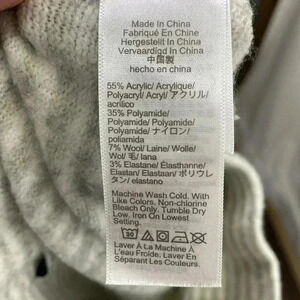 Made In China
Fabriqué En Chine
Hergestellt In China
Vervaardigd In China
中国製
hecho en china
55% Acrylic/ Acrylique/
Polyacryl/ Acryl/ アクリル/
acrílico
35% Polyamide/
Polyamide/ Polyamide/
Polyamide/ ナイロン/
poliamida
7% Wool/ Laine/ Wolle/
Wol/ 毛/ lana
3% Elastane/ Élasthanne/
Elastan/ Elastaan/ ポリウレ
タン/ elastano
Machine Wash Cold. With
Like Colors. Non-chlorine
Bleach Only. Tumble Dry
Low. Iron On Lowest
Setting.
30
Laver À La Machine, Laver
À L'eau Froide, Laver En
Séparant Les Couleurs.